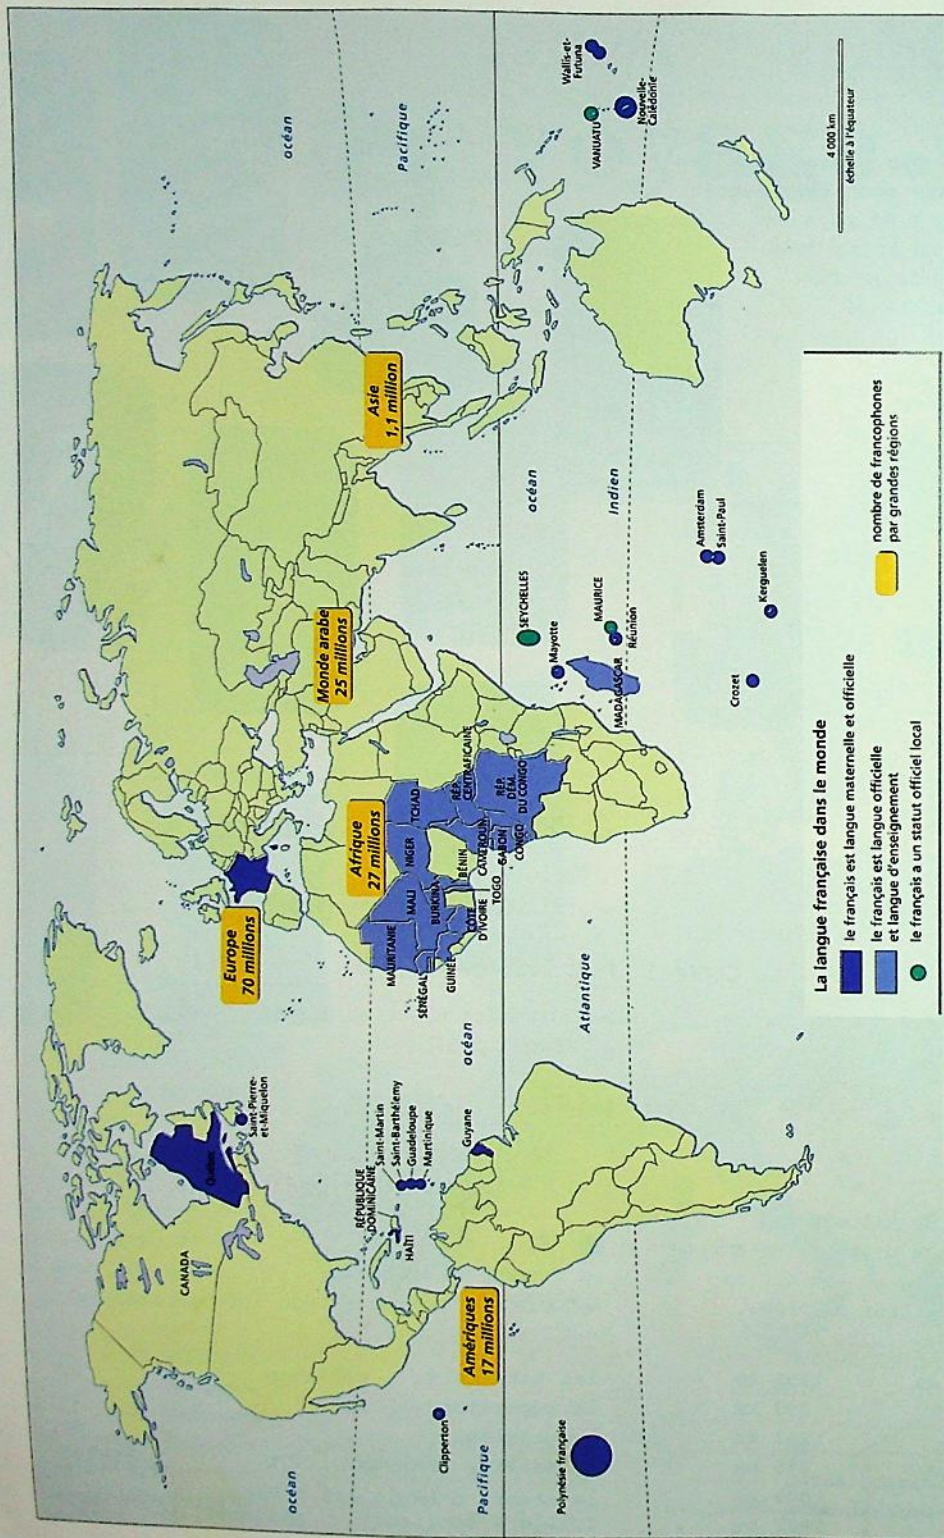 océan
Pacifique
Clipperton
Polynésie française
CANADA
Québec
Saint-Pierre-
et-Miquelon
RÉPUBLIQUE
DOMINICAINE
HAÏTI
Saint-Martin
Saint-Barthélemy
Guadeloupe
Martinique
Guyane
Amériques
17 millions
océan
Atlantique
Europe
70 millions
Afrique
27 millions
Monde arabe
25 millions
Asie
1,1 million
MAURITANIE
MALI
NIGER
TCHAD
SÉNÉGAL
GUINÉE
BURKINA
CÔTE
D'IVOIRE
TOGO
BÉNIN
CAMEROUN
GABON
CONGO
RÉP.
CENTRAFICAINE
RÉP.
DÉM.
DU CONGO
SEYCHELLES
Mayotte
MADAGASCAR
MAURICE
Réunion
océan
Indien
Amsterdam
Saint-Paul
Crozet
Kerguelen
océan
Pacifique
Wallis-et-
Futuna
VANUATU
Nouvelle-
Calédonie
4 000 km
échelle à l'équateur
La langue française dans le monde
le français est langue maternelle et officielle
le français est langue officielle
et langue d'enseignement
le français a un statut officiel local
nombre de francophones
par grandes régions